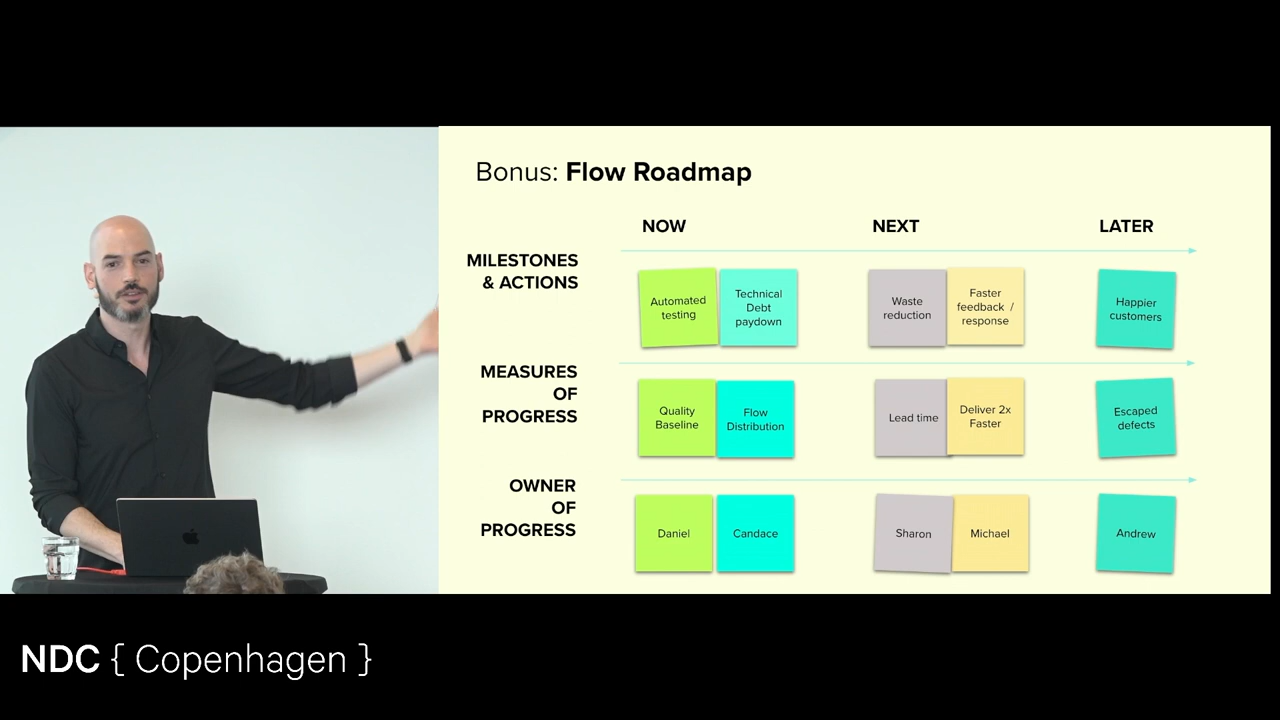 Bonus: Flow Roadmap
NOW
NEXT
LATER
MILESTONES
& ACTIONS
Automated
testing
Technical
Debt
paydown
Waste
reduction
Faster
feedback /
response
Happier
customers
MEASURES
OF
PROGRESS
Quality
Baseline
Flow
Distribution
Lead time
Deliver 2x
Faster
Escaped
defects
OWNER
OF
PROGRESS
Daniel
Candace
Sharon
Michael
Andrew
NDC { Copenhagen }